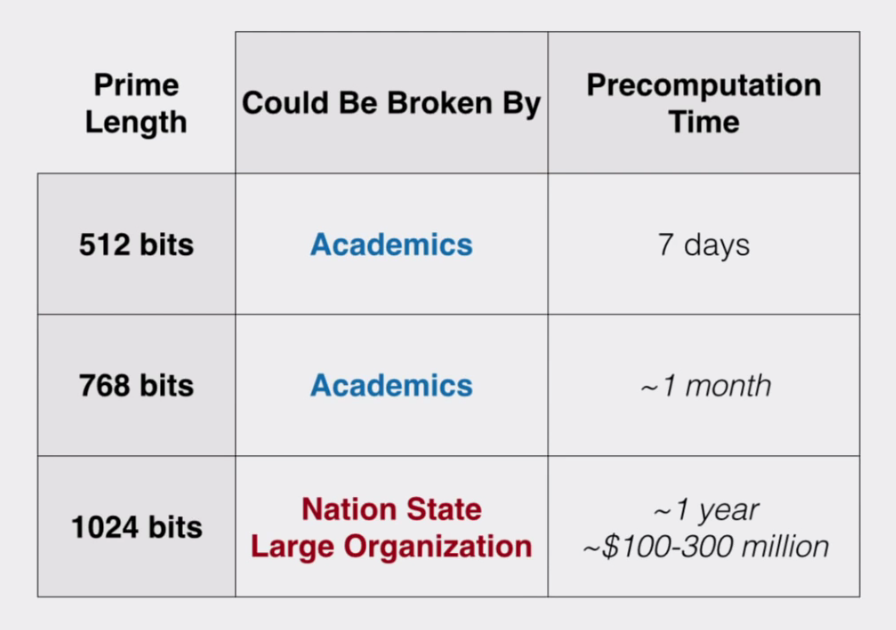 Prime
Length
Could Be Broken By
Precomputation
Time
512 bits
Academics
7 days
768 bits
Academics
~1 month
1024 bits
Nation State
Large Organization
~1 year
~$100-300 million